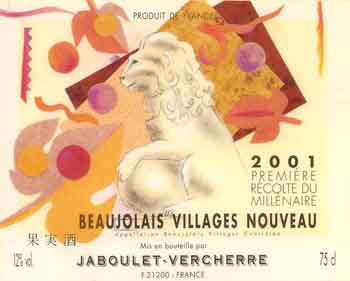 PRODUIT DE FRANCE
2001
PREMIÈRE
RÉCOLTE DU
MILLÉNAIRE
BEAUJOLAIS VILLAGES NOUVEAU
Appellation Beaujolais Villages Contrôlée
果実酒
Mis en bouteille par
12% vol.
JABOULET-VERCHERRE
75 cl
F.21200 - FRANCE